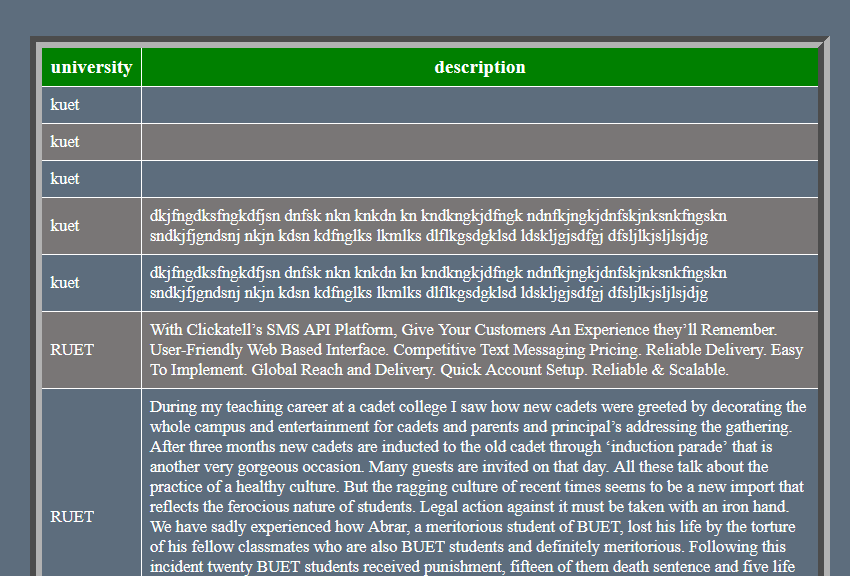 university description
kuet
kuet
kuet
kuet
dkjfngdksfngkdfjsn dnfsk nkn knkdn kn kndkngkjdfngk ndnfkjngkjdnfskjnksnkfngskn
sndkjfjgndsnj nkjn kdsn kdfnglks lkmlks dlflkgsdgklsd ldskljgjsdfgj dfsljlkjsljlsjdjg
kuet
dkjfngdksfngkdfjsn dnfsk nkn knkdn kn kndkngkjdfngk ndnfkjngkjdnfskjnksnkfngskn
sndkjfjgndsnj nkjn kdsn kdfnglks lkmlks dlflkgsdgklsd ldskljgjsdfgj dfsljlkjsljlsjdjg
RUET
With Clickatell’s SMS API Platform, Give Your Customers An Experience they’ll Remember.
User-Friendly Web Based Interface. Competitive Text Messaging Pricing. Reliable Delivery. Easy
To Implement. Global Reach and Delivery. Quick Account Setup. Reliable & Scalable.
RUET
During my teaching career at a cadet college I saw how new cadets were greeted by decorating the
whole campus and entertainment for cadets and parents and principal’s addressing the gathering.
After three months new cadets are inducted to the old cadet through ‘induction parade’ that is
another very gorgeous occasion. Many guests are invited on that day. All these talk about the
practice of a healthy culture. But the ragging culture of recent times seems to be a new import that
reflects the ferocious nature of students. Legal action against it must be taken with an iron hand.
We have sadly experienced how Abrar, a meritorious student of BUET, lost his life by the torture
of his fellow classmates who are also BUET students and definitely meritorious. Following this
incident twenty BUET students received punishment, fifteen of them death sentence and five life